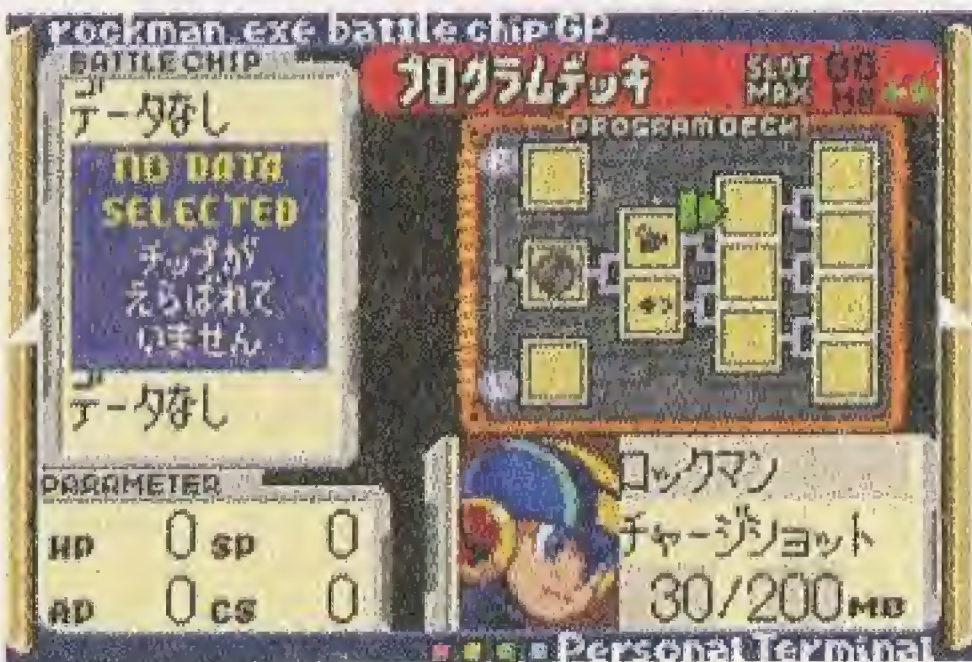 rockman.exe battle chip GP.
BATTLE CHIP
データなし
NO DATA
SELECTED
チップが
えらばれて
いません
データなし
プログラムデッキ
SLOT
MAX
PROGRAMDECK
PARAMETER
HP 0 SP 0
AP 0 CS 0
ロックマン
チャージショット
30/200MB
Personal Terminal